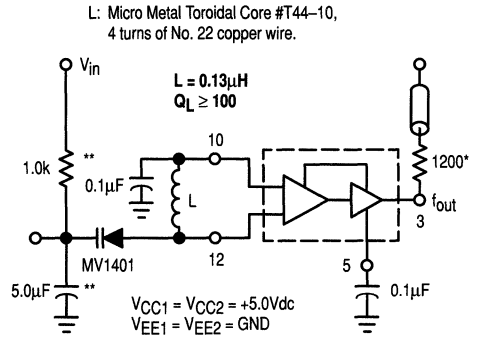 L: Micro Metal Toroidal Core #T44–10,
4 turns of No. 22 copper wire.
Vin
L = 0.13μH
QL ≥ 100
10
1.0k
**
0.1μF
L
1200*
fout
3
12
MV1401
5
5.0μF
**
0.1μF
VCC1 = VCC2 = +5.0Vdc
VEE1 = VEE2 = GND